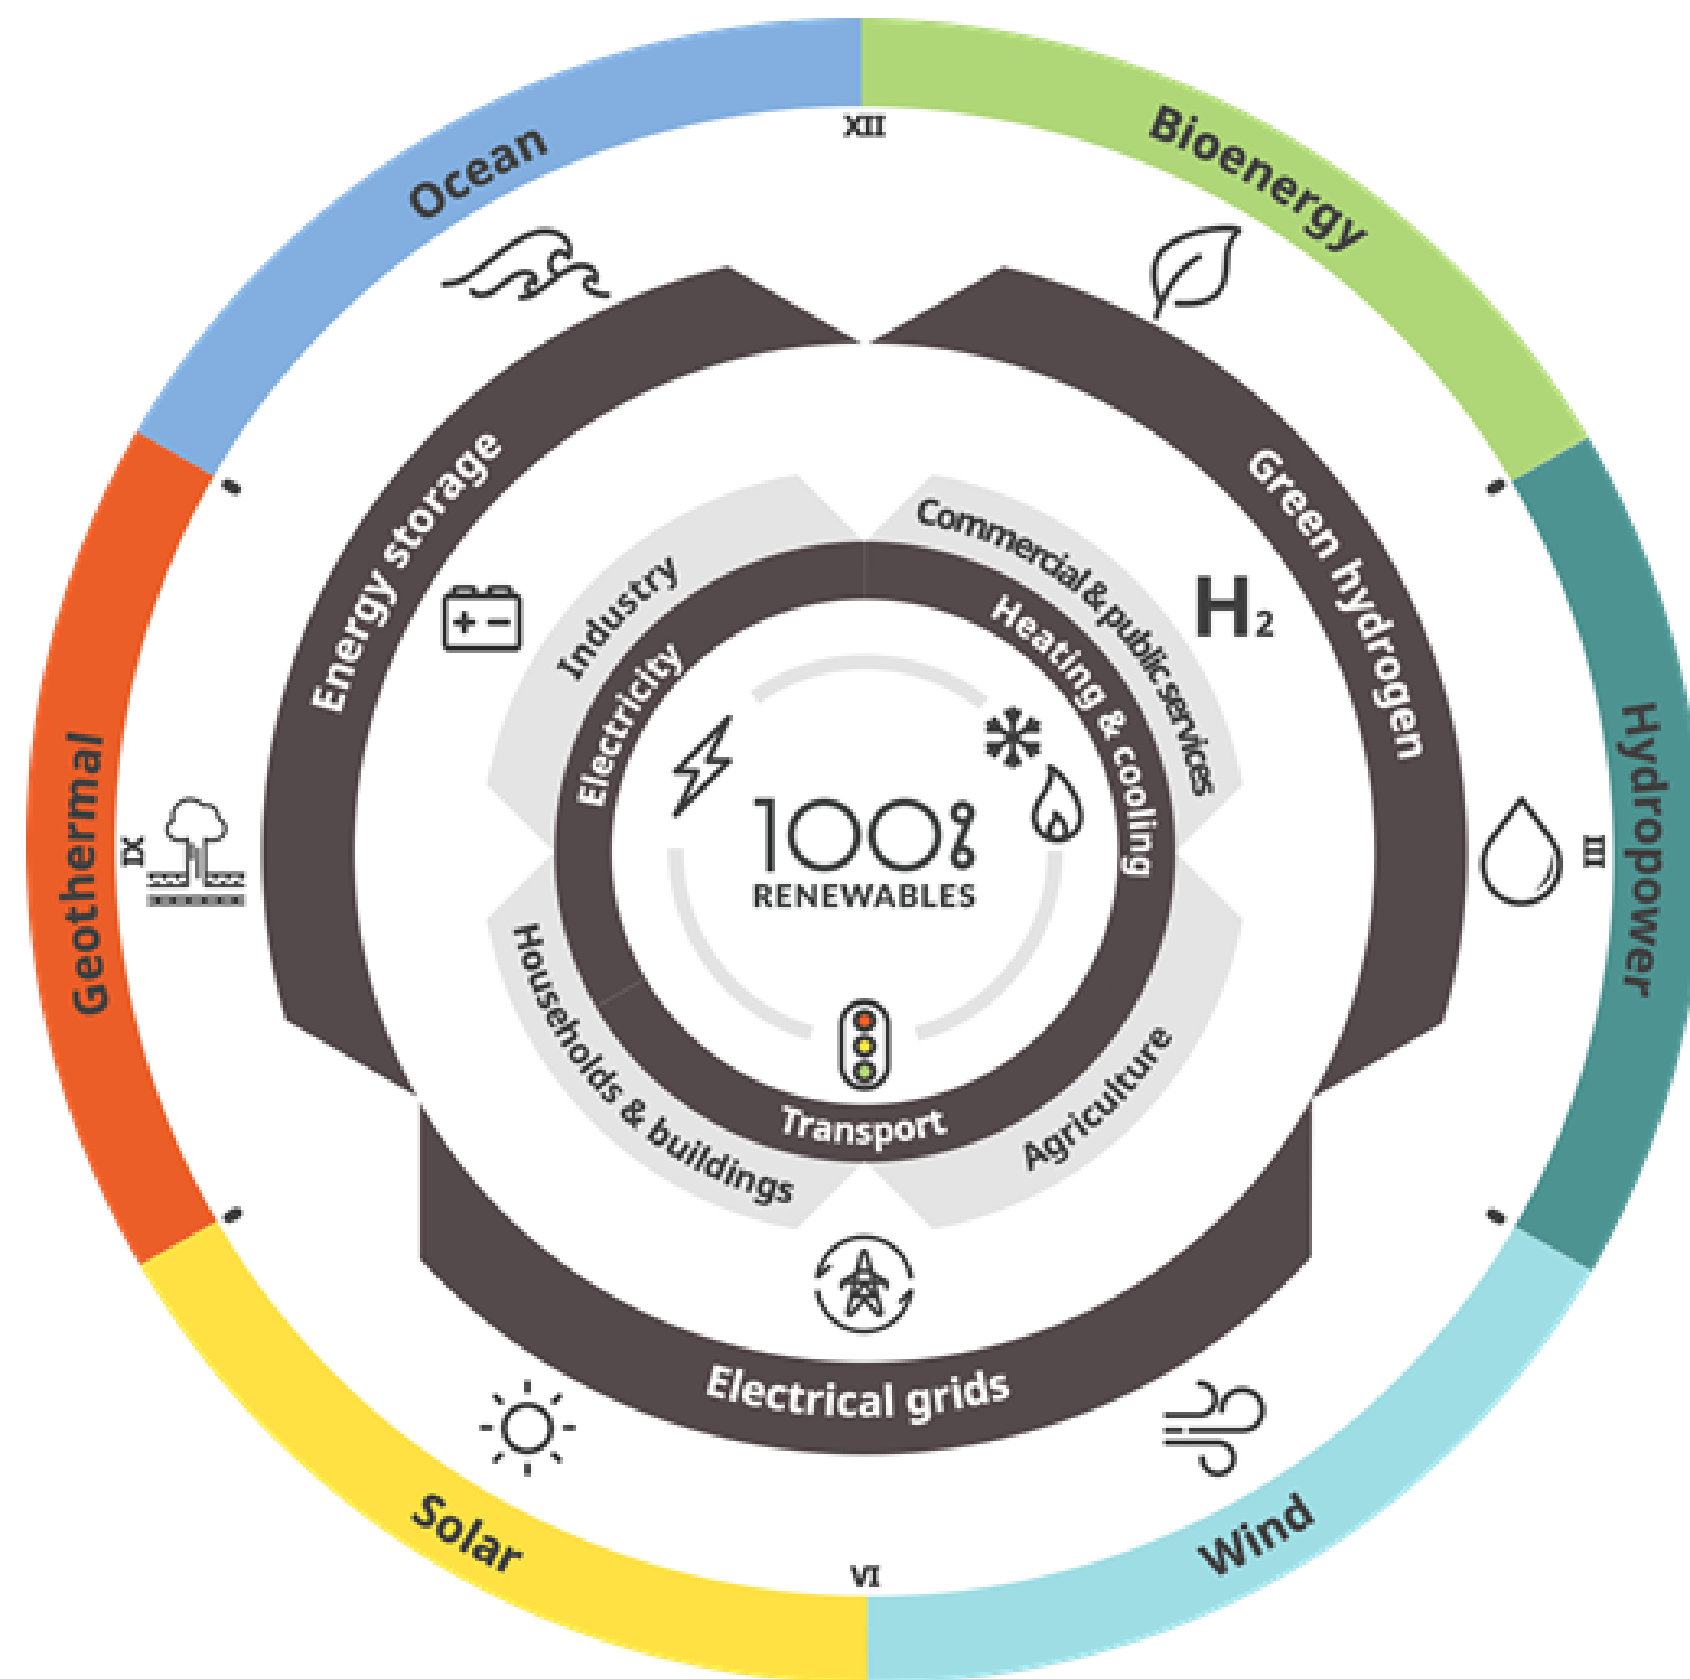 XII
Ocean
Bioenergy
Energy storage
Green hydrogen
Industry
Commercial & public services
H2
+ -
Electricity
Heating & cooling
100%
RENEWABLES
Geothermal
IX
III
Hydropower
Households & buildings
Agriculture
Transport
Electrical grids
Solar
Wind
VI